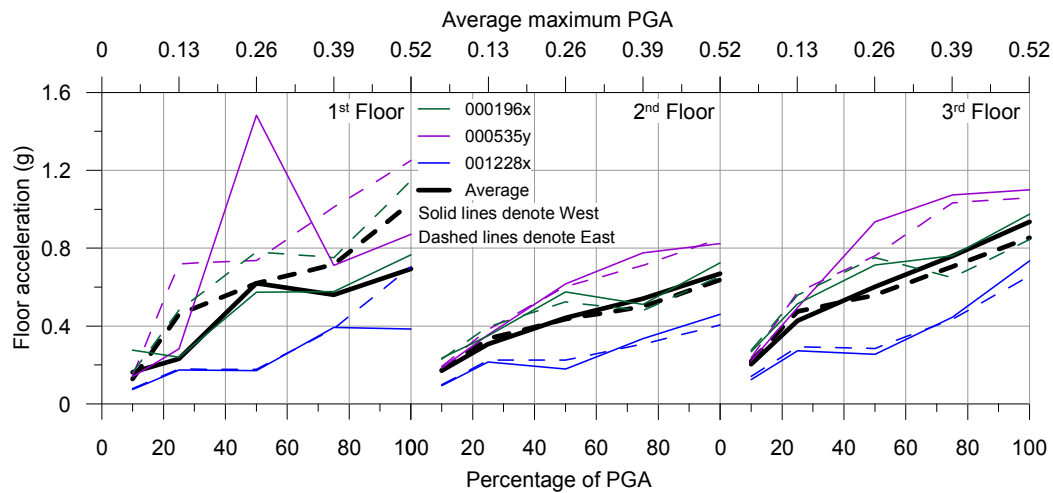 Average maximum PGA
0 0.13 0.26 0.39 0.52 0.13 0.26 0.39 0.52 0.13 0.26 0.39 0.52
1.6
1.2
0.8
0.4
0
Floor acceleration (g)
1st Floor
000196x
000535y
001228x
Average
Solid lines denote West
Dashed lines denote East
2nd Floor
3rd Floor
0 20 40 60 80 100 20 40 60 80 0 20 40 60 80 100
Percentage of PGA